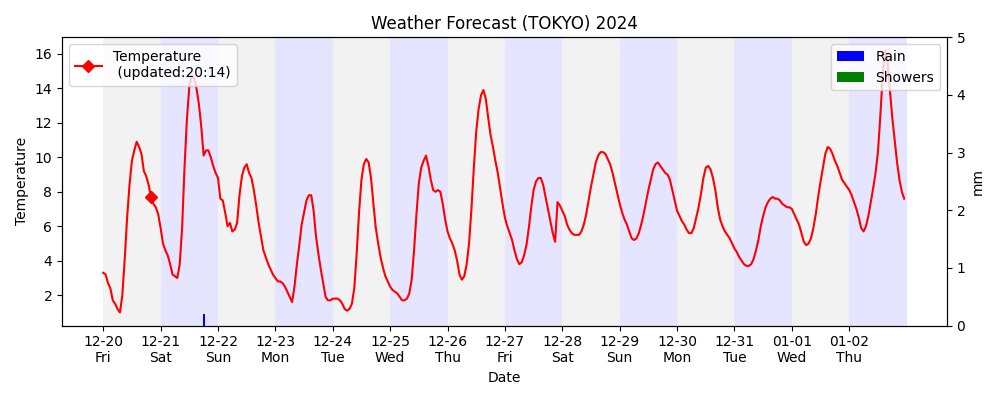 Weather Forecast (TOKYO) 2024
Temperature
(updated:20:14)
Rain
Showers
16
14
12
10
8
6
4
2
Temperature
5
4
3
2
1
0
mm
12-20 12-21 12-22 12-23 12-24 12-25 12-26 12-27 12-28 12-29 12-30 12-31 01-01 01-02
Fri Sat Sun Mon Tue Wed Thu Fri Sat Sun Mon Tue Wed Thu
Date